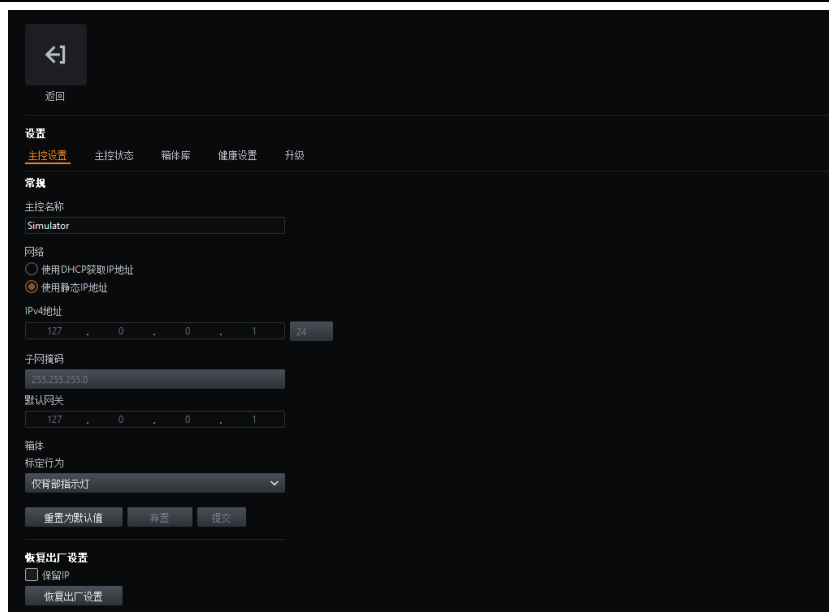 返回
设置
主控设置 主控状态 箱体库 健康设置 升级
常规
主控名称
Simulator
网络
使用DHCP获取IP地址
使用静态IP地址
IPv4地址
127 . 0 . 0 . 1 24
子网掩码
255.255.255.0
默认网关
127 . 0 . 0 . 1
箱体
标定行为
仅背部指示灯
重置为默认值 弃置 提交
恢复出厂设置
保留IP
恢复出厂设置